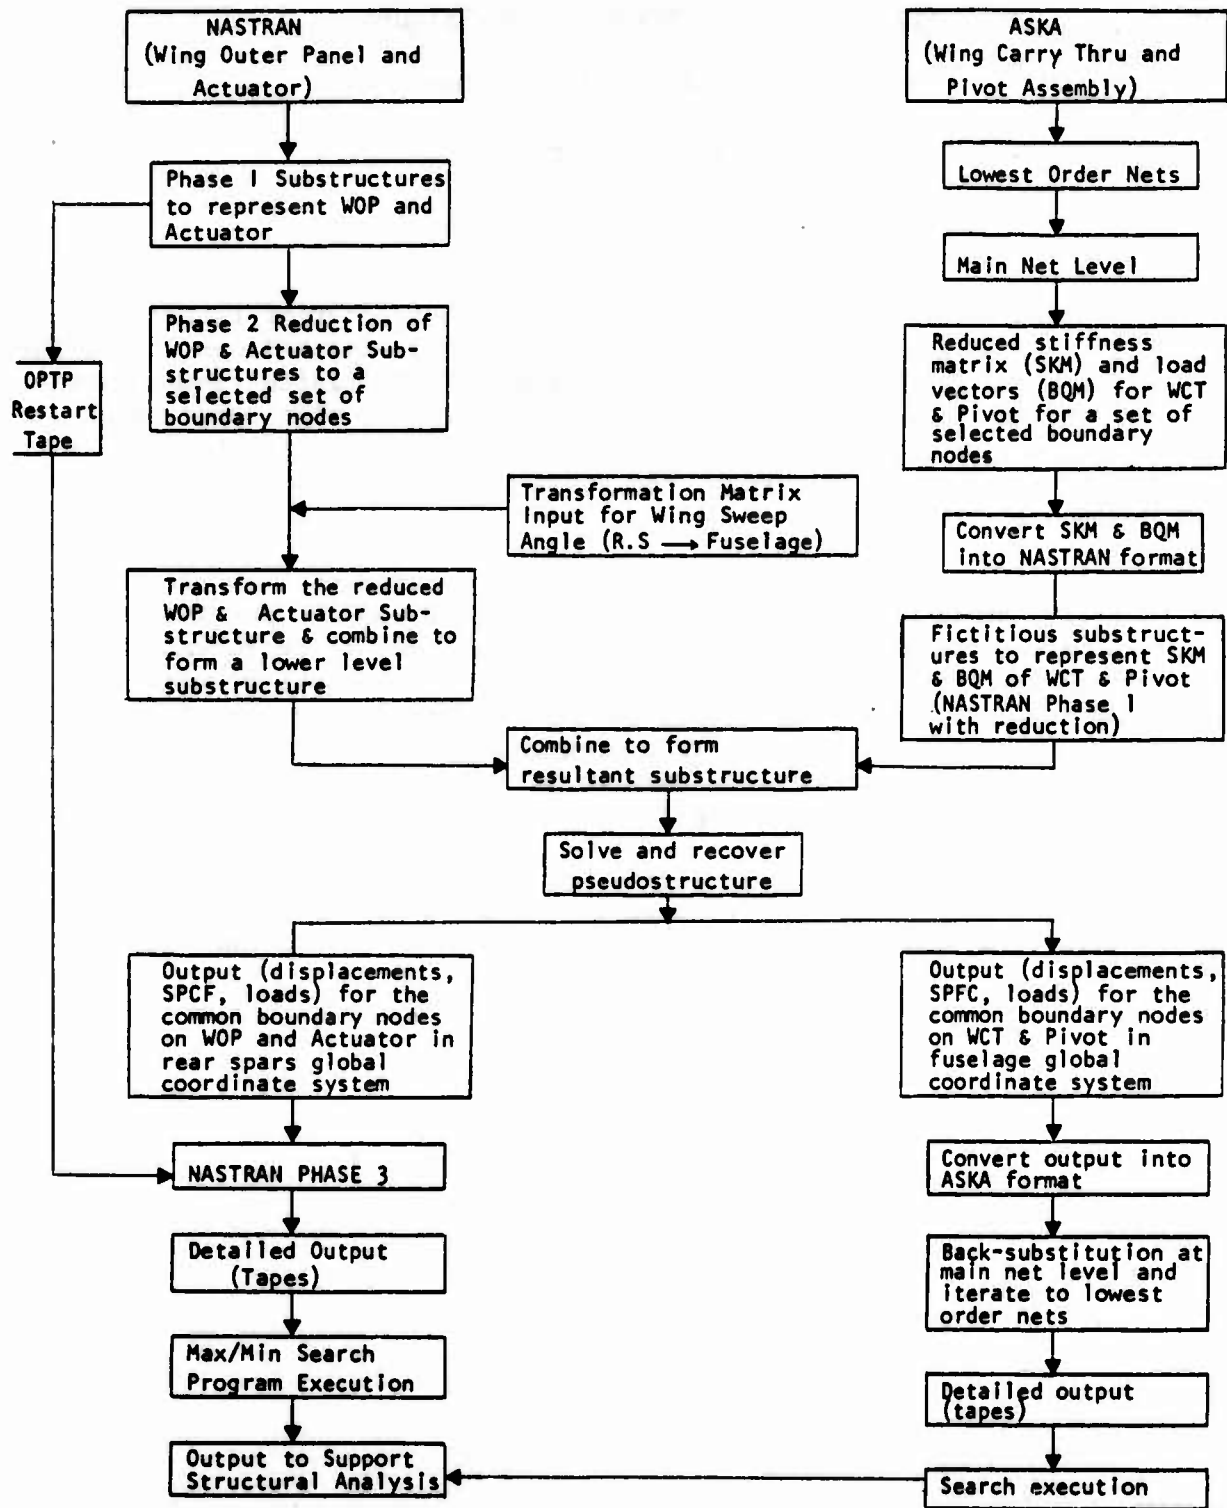 NASTRAN
(Wing Outer Panel and
Actuator)
ASKA
(Wing Carry Thru and
Pivot Assembly)
Phase 1 Substructures
to represent WOP and
Actuator
Lowest Order Nets
Main Net Level
OPTP
Restart
Tape
Phase 2 Reduction of
WOP & Actuator Sub-
structures to a
selected set of
boundary nodes
Reduced stiffness
matrix (SKM) and load
vectors (BQM) for WCT
& Pivot for a set of
selected boundary
nodes
Transformation Matrix
Input for Wing Sweep
Angle (R.S → Fuselage)
Convert SKM & BQM
into NASTRAN format
Transform the reduced
WOP & Actuator Sub-
structure & combine to
form a lower level
substructure
Fictitious substruct-
ures to represent SKM
& BQM of WCT & Pivot
(NASTRAN Phase 1
with reduction)
Combine to form
resultant substructure
Solve and recover
pseudostructure
Output (displacements,
SPCF, loads) for the
common boundary nodes
on WOP and Actuator in
rear spars global
coordinate system
Output (displacements,
SPFC, loads) for the
common boundary nodes
on WCT & Pivot in
fuselage global
coordinate system
NASTRAN PHASE 3
Convert output into
ASKA format
Detailed Output
(Tapes)
Back-substitution at
main net level and
iterate to lowest
order nets
Max/Min Search
Program Execution
Detailed output
(tapes)
Output to Support
Structural Analysis
Search execution